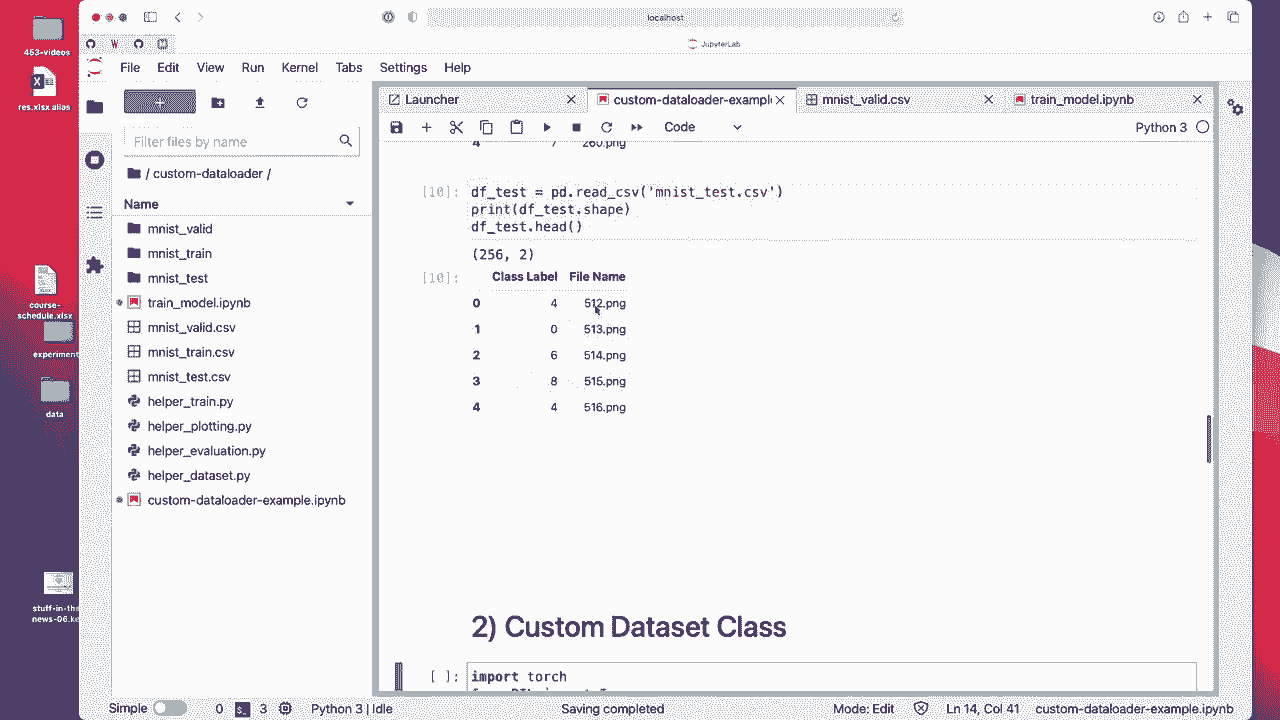 localhost
JupyterLab
File Edit View Run Kernel Tabs Settings Help
453-videos
res.xlsx alias
course-schedule.xlsx
experiment
data
stuff-in-the
news-06.ke
Filter files by name
/ custom-dataloader /
Name
mnist_valid
mnist_train
mnist_test
train_model.ipynb
mnist_valid.csv
mnist_train.csv
mnist_test.csv
helper_train.py
helper_plotting.py
helper_evaluation.py
helper_dataset.py
custom-dataloader-example.ipynb
Launcher custom-dataloader-example mnist_valid.csv train_model.ipynb
Code Python 3
4 7 260.png
[10]: df_test = pd.read_csv('mnist_test.csv')
print(df_test.shape)
df_test.head()
(256, 2)
[10]: Class Label File Name
0 4 512.png
1 0 513.png
2 6 514.png
3 8 515.png
4 4 516.png
2) Custom Dataset Class
[ ]: import torch
Simple 0 3 Python 3 | Idle Saving completed Mode: Edit Ln 14, Col 41 custom-dataloader-example.ipynb